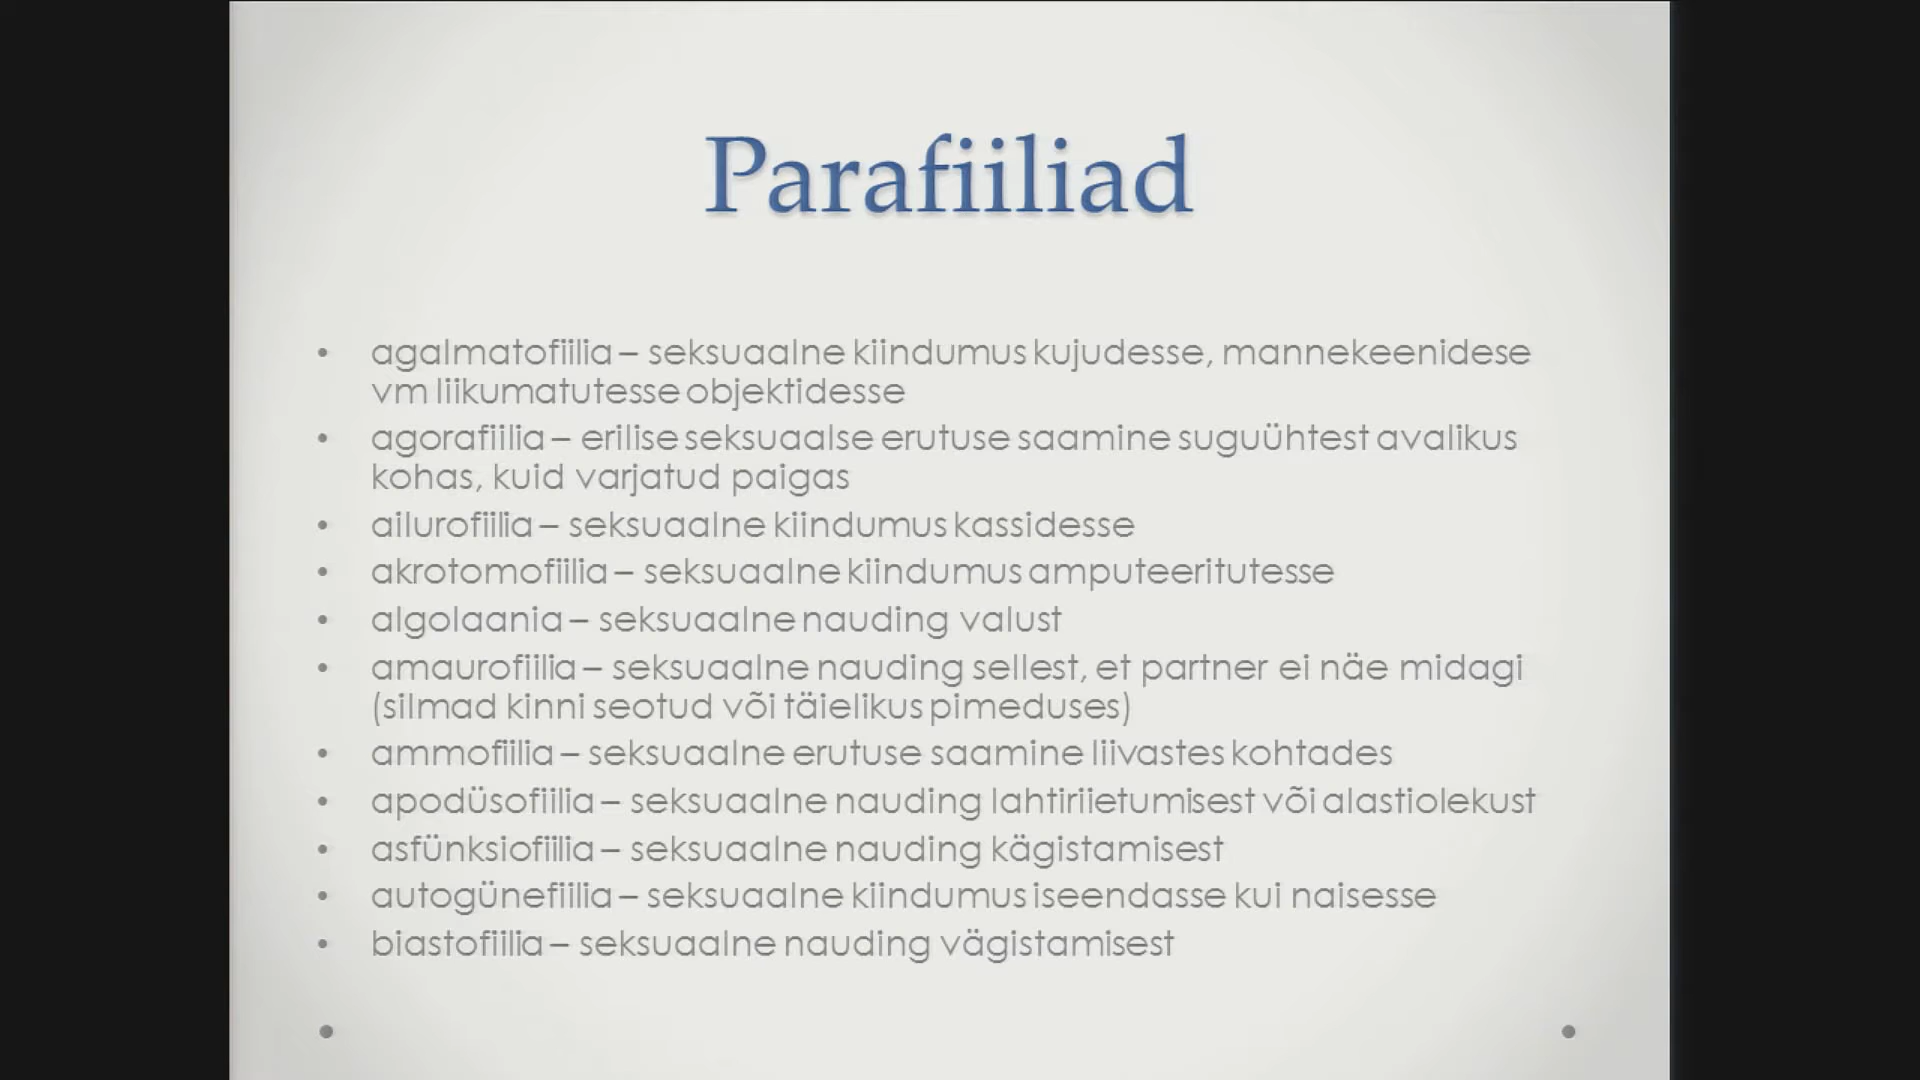 Parafiiliad
• agalmatofiilia – seksuaalne kiindumus kujudesse, mannekeenidese
vm liikumatutesse objektidesse
• agorafiilia – erilise seksuaalse erutuse saamine suguühtest avalikus
kohas, kuid varjatud paigas
• ailurofiilia – seksuaalne kiindumus kassidesse
• akrotomofiilia – seksuaalne kiindumus amputeeritutesse
• algolaania – seksuaalne nauding valust
• amaurofiilia – seksuaalne nauding sellest, et partner ei näe midagi
(silmad kinni seotud või täielikus pimeduses)
• ammofiilia – seksuaalne erutuse saamine liivastes kohtades
• apodüsofiilia – seksuaalne nauding lahtiriietumisest või alastiolekust
• asfünksiofiilia – seksuaalne nauding kägistamisest
• autogünefiilia – seksuaalne kiindumus iseendasse kui naisesse
• biastofiilia – seksuaalne nauding vägistamisest